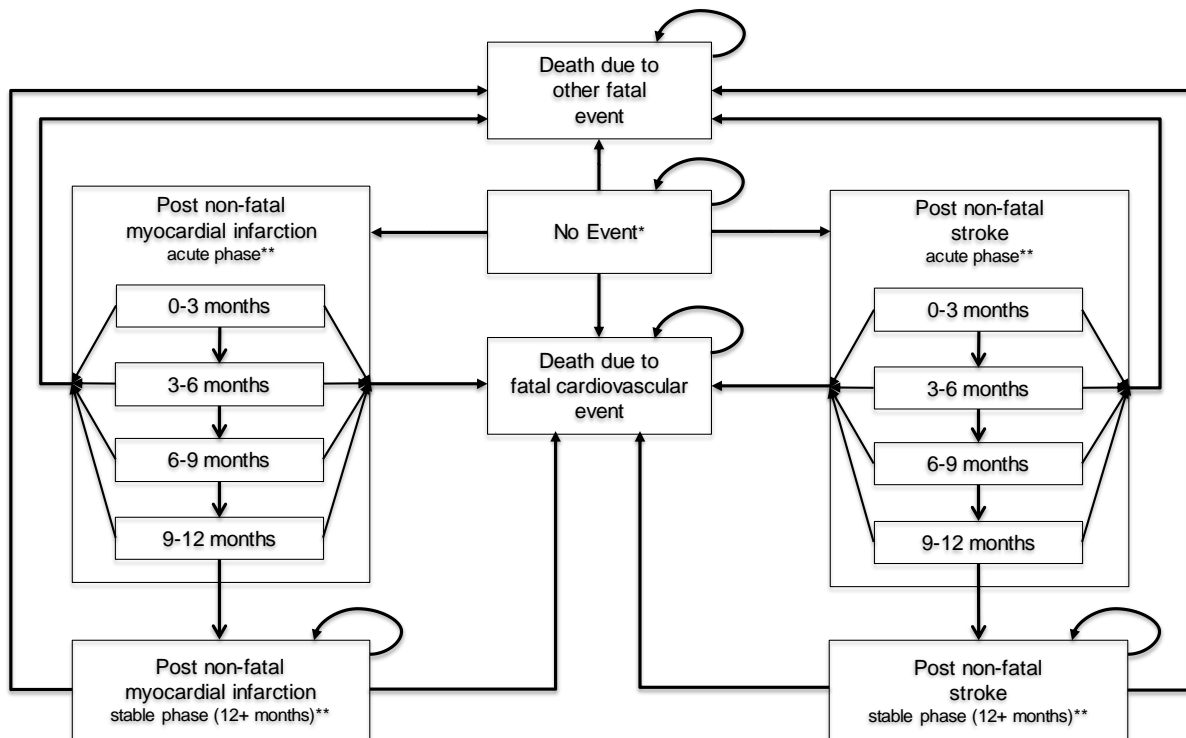 Death due to
other fatal
event
No Event*
Death due to
fatal cardiovascular
event
Post non-fatal
myocardial infarction
acute phase**
0-3 months
3-6 months
6-9 months
9-12 months
Post non-fatal
myocardial infarction
stable phase (12+ months)**
Post non-fatal
stroke
acute phase**
0-3 months
3-6 months
6-9 months
9-12 months
Post non-fatal
stroke
stable phase (12+ months)**